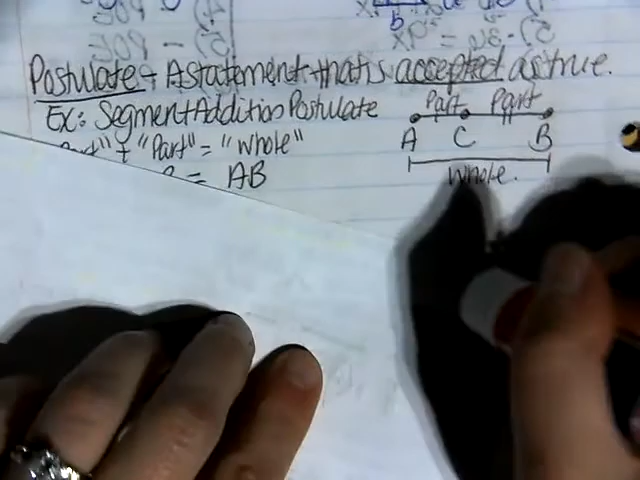 Postulate - A statement that is accepted as true.
Ex: Segment Addition Postulate
Part Part
"Part" + "Part" = "whole"
A C B
= AB
whole.